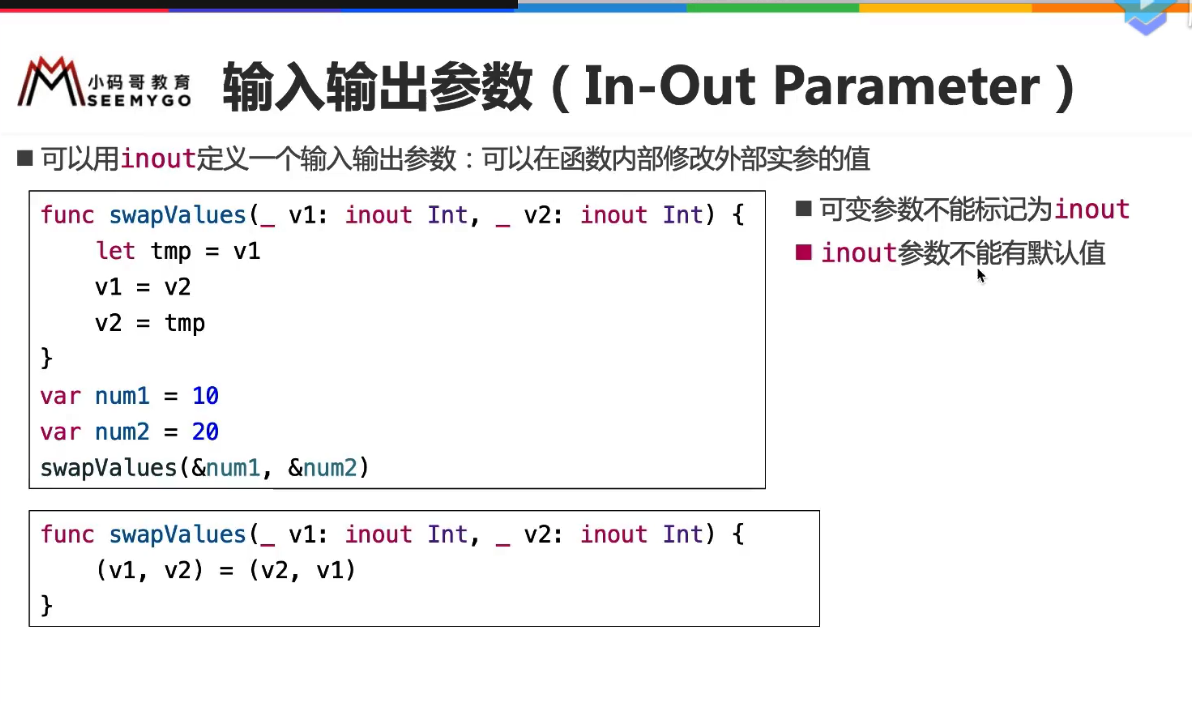 小码哥教育
SEEMYGO
输入输出参数（In-Out Parameter）
■ 可以用inout定义一个输入输出参数：可以在函数内部修改外部实参的值
func swapValues(_ v1: inout Int, _ v2: inout Int) {
    let tmp = v1
    v1 = v2
    v2 = tmp
}
var num1 = 10
var num2 = 20
swapValues(&num1, &num2)
■ 可变参数不能标记为inout
■ inout参数不能有默认值
func swapValues(_ v1: inout Int, _ v2: inout Int) {
    (v1, v2) = (v2, v1)
}